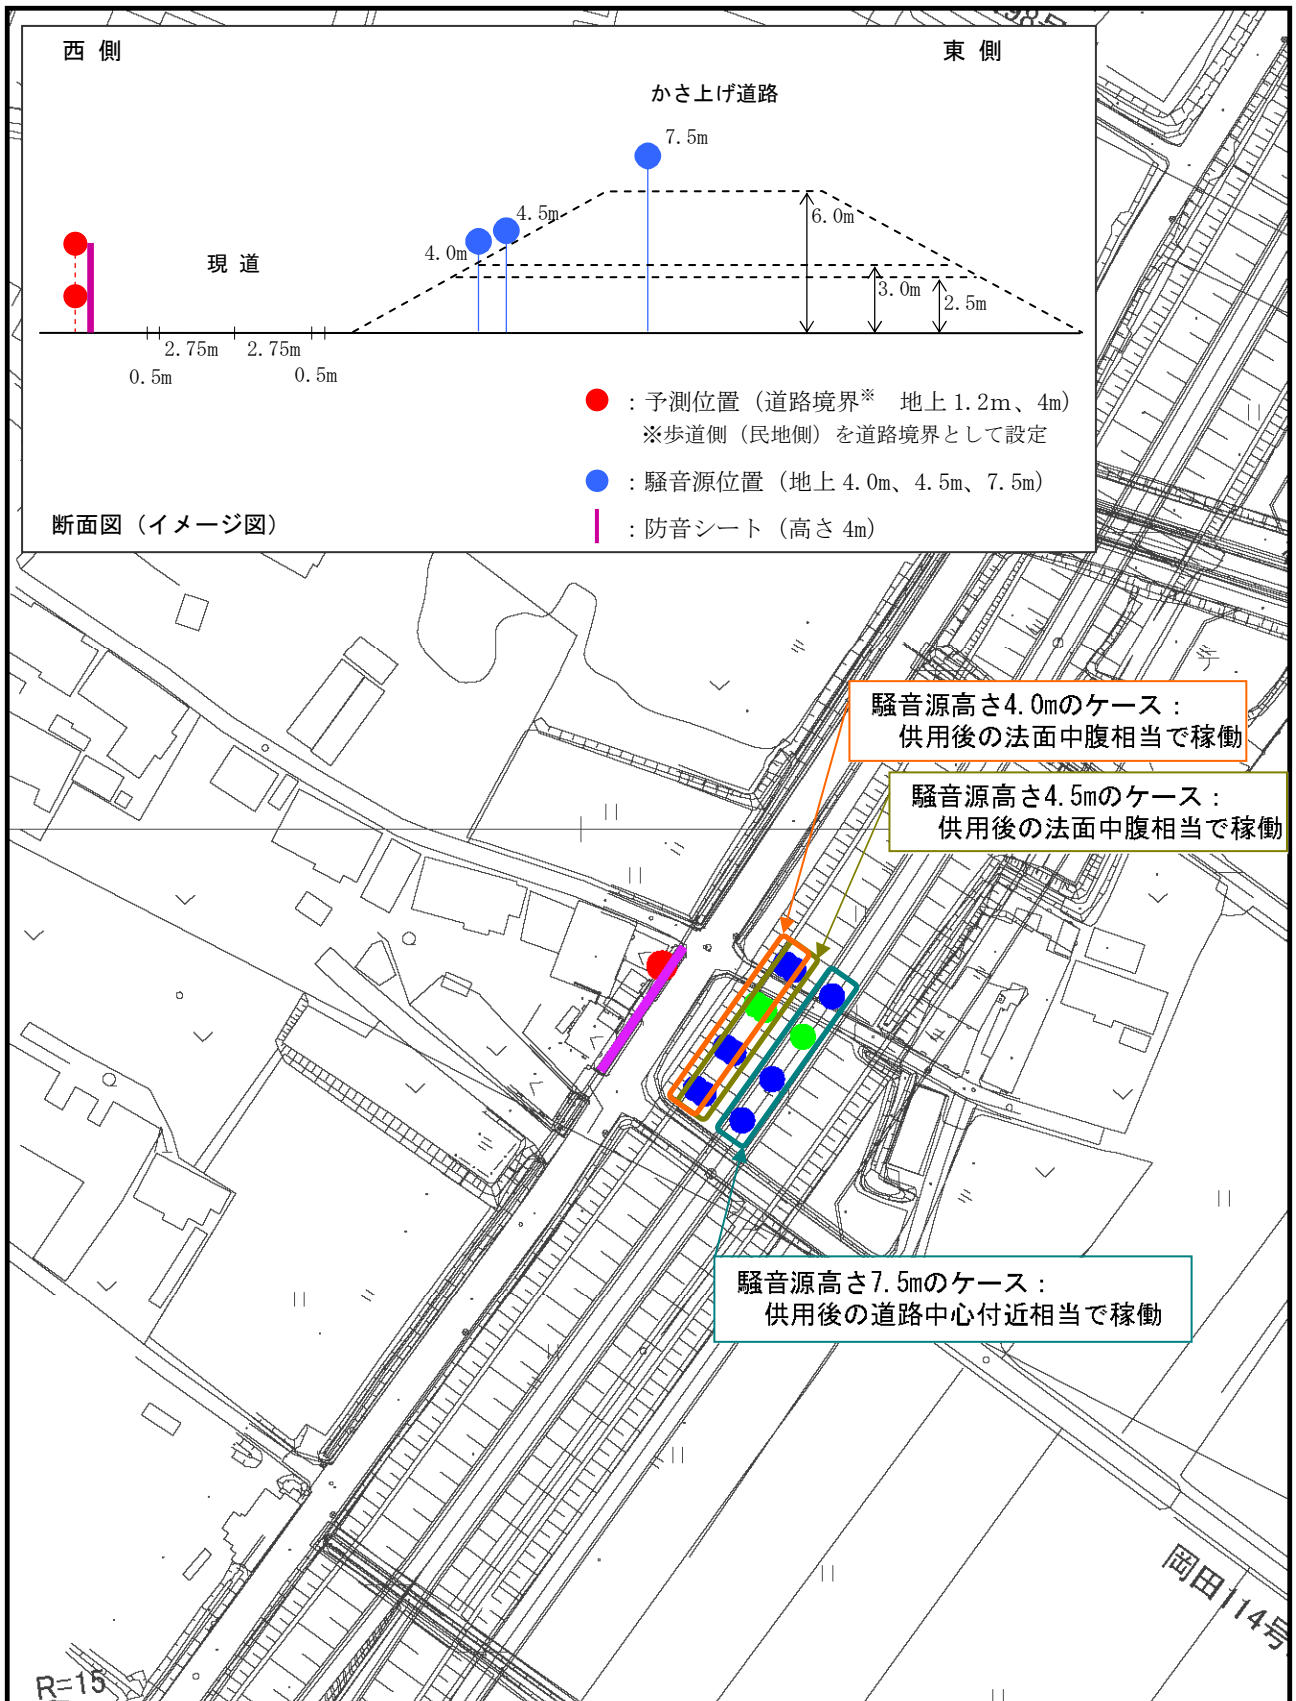 西 側
東 側
かさ上げ道路
7.5m
4.5m
6.0m
4.0m
現 道
3.0m
2.5m
2.75m
2.75m
0.5m
0.5m
：予測位置（道路境界※　地上 1.2m、4m）
※歩道側（民地側）を道路境界として設定
：騒音源位置（地上 4.0m、4.5m、7.5m）
断面図（イメージ図）
：防音シート（高さ 4m）
騒音源高さ4.0mのケース：
供用後の法面中腹相当で稼働
騒音源高さ4.5mのケース：
供用後の法面中腹相当で稼働
騒音源高さ7.5mのケース：
供用後の道路中心付近相当で稼働
岡田114号
R=15